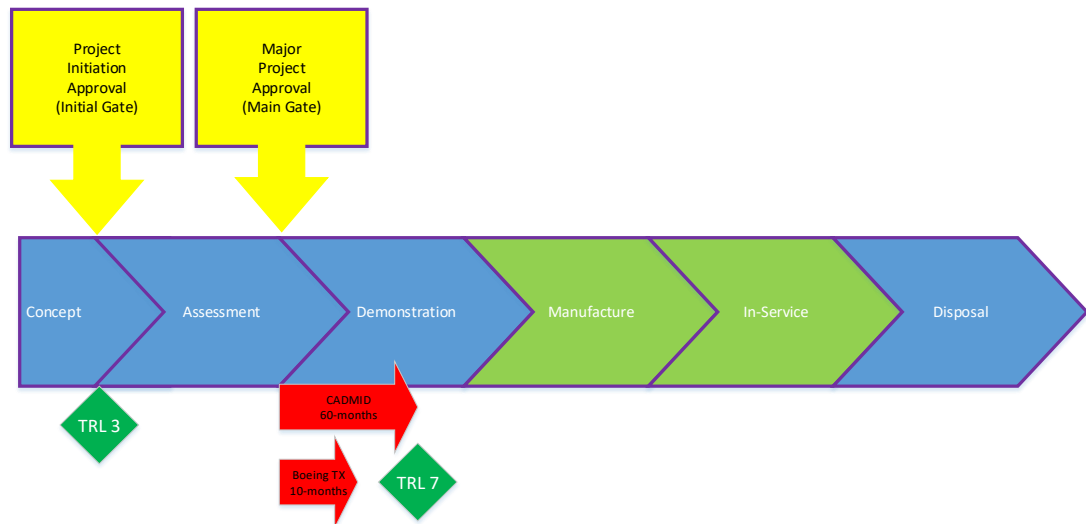 Project
Initiation
Approval
(Initial Gate)
Major
Project
Approval
(Main Gate)
Concept
Assessment
Demonstration
Manufacture
In-Service
Disposal
TRL 3
CADMID
60-months
Boeing TX
10-months
TRL 7